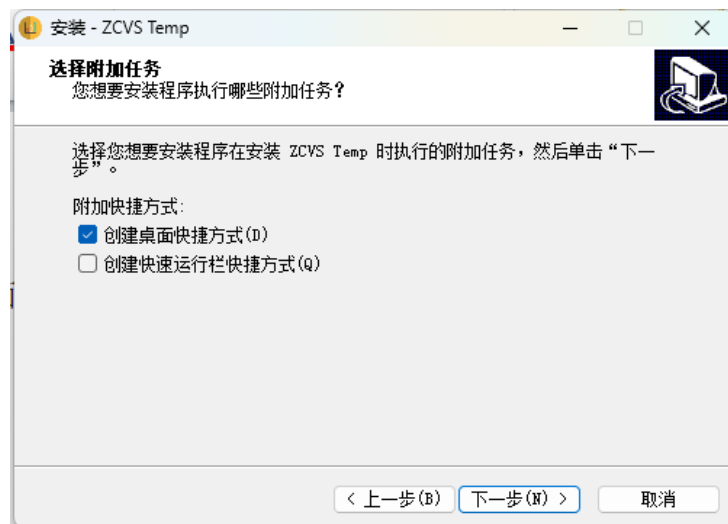 安装 - ZCVS Temp
选择附加任务
您想要安装程序执行哪些附加任务?
选择您想要安装程序在安装 ZCVS Temp 时执行的附加任务，然后单击“下一
步”。
附加快捷方式:
创建桌面快捷方式(D)
创建快速运行栏快捷方式(Q)
< 上一步(B) 下一步(N) > 取消